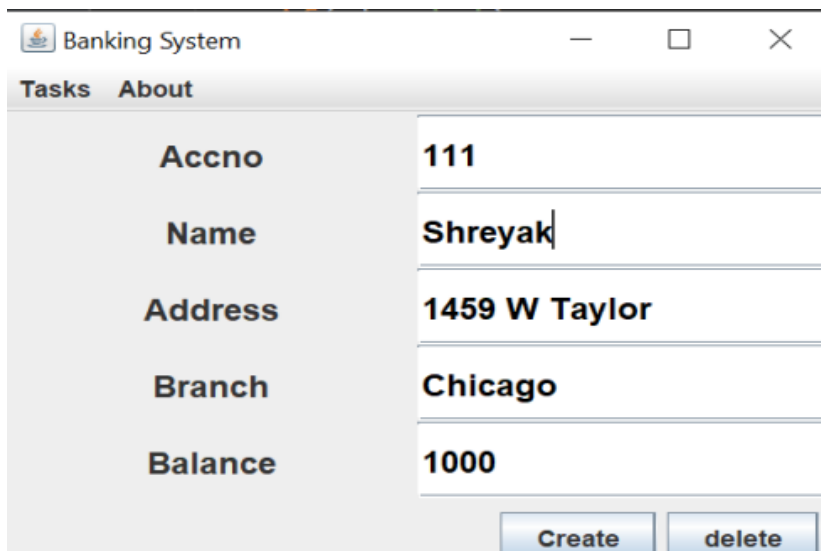 Banking System
Tasks About
Accno 111
Name Shreyak
Address 1459 W Taylor
Branch Chicago
Balance 1000
Create delete